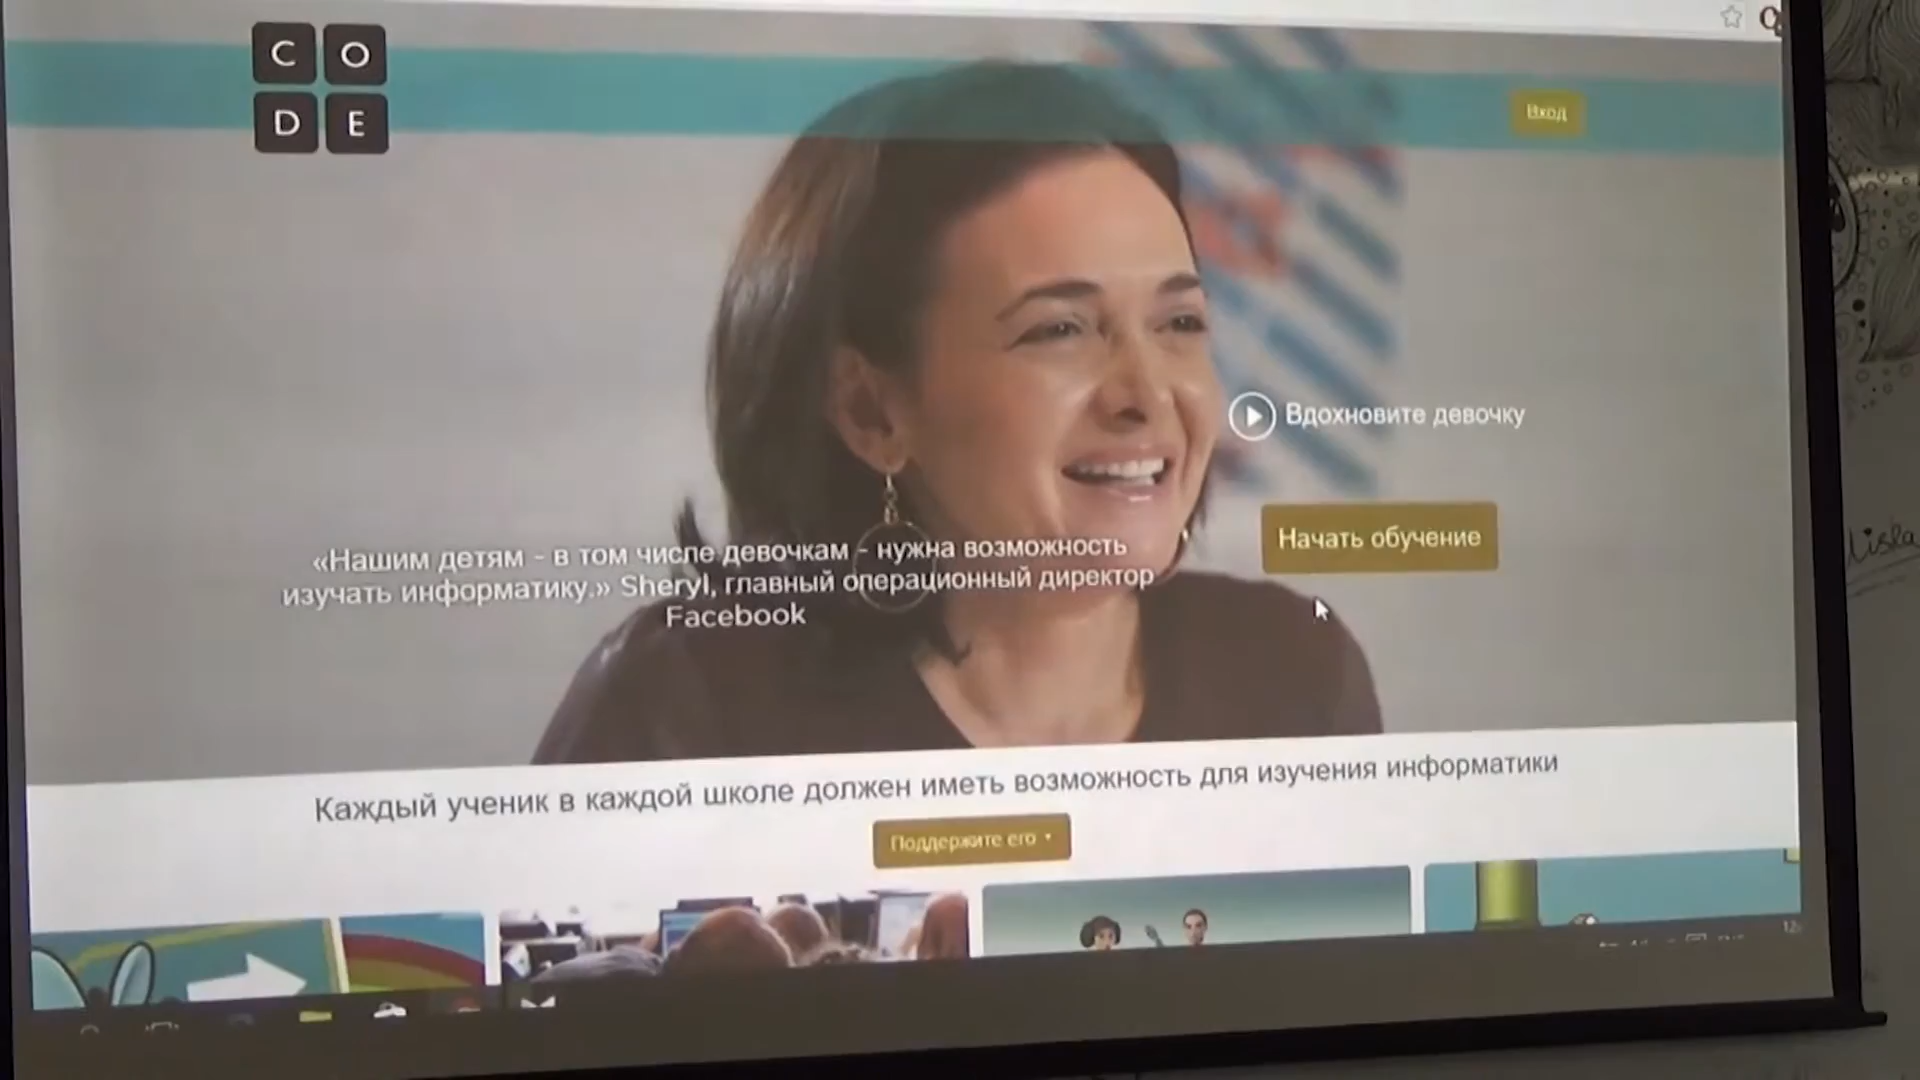 C O
D E
Вход
Вдохновите девочку
Начать обучение
«Нашим детям - в том числе девочкам - нужна возможность
изучать информатику.» Sheryl, главный операционный директор
Facebook
Каждый ученик в каждой школе должен иметь возможность для изучения информатики
Поддержите его